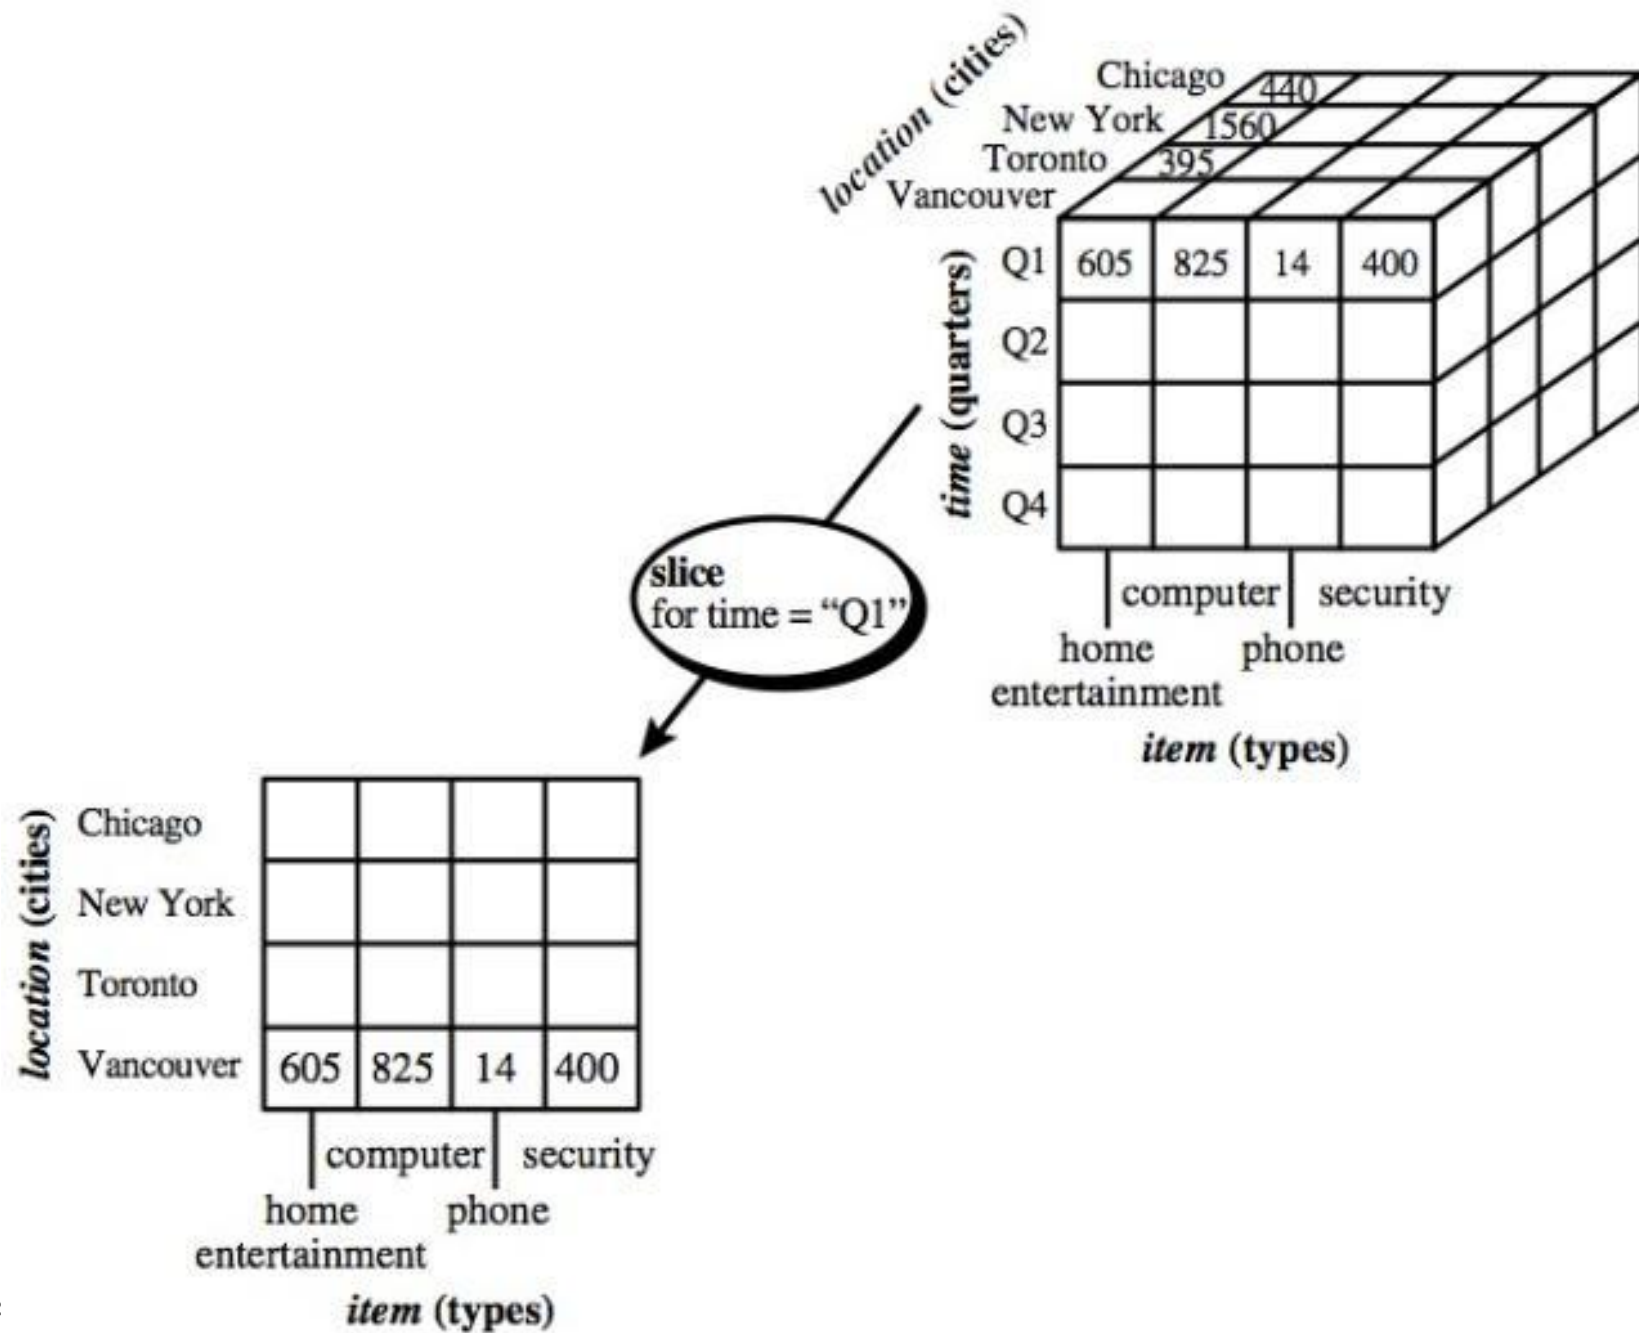 location (cities)
Chicago
440
New York
1560
Toronto
395
Vancouver
time (quarters)
Q1 605 825 14 400
Q2
Q3
Q4
computer security
home phone
entertainment
item (types)
slice
for time = “Q1”
location (cities)
Chicago
New York
Toronto
Vancouver 605 825 14 400
computer security
home phone
entertainment
item (types)